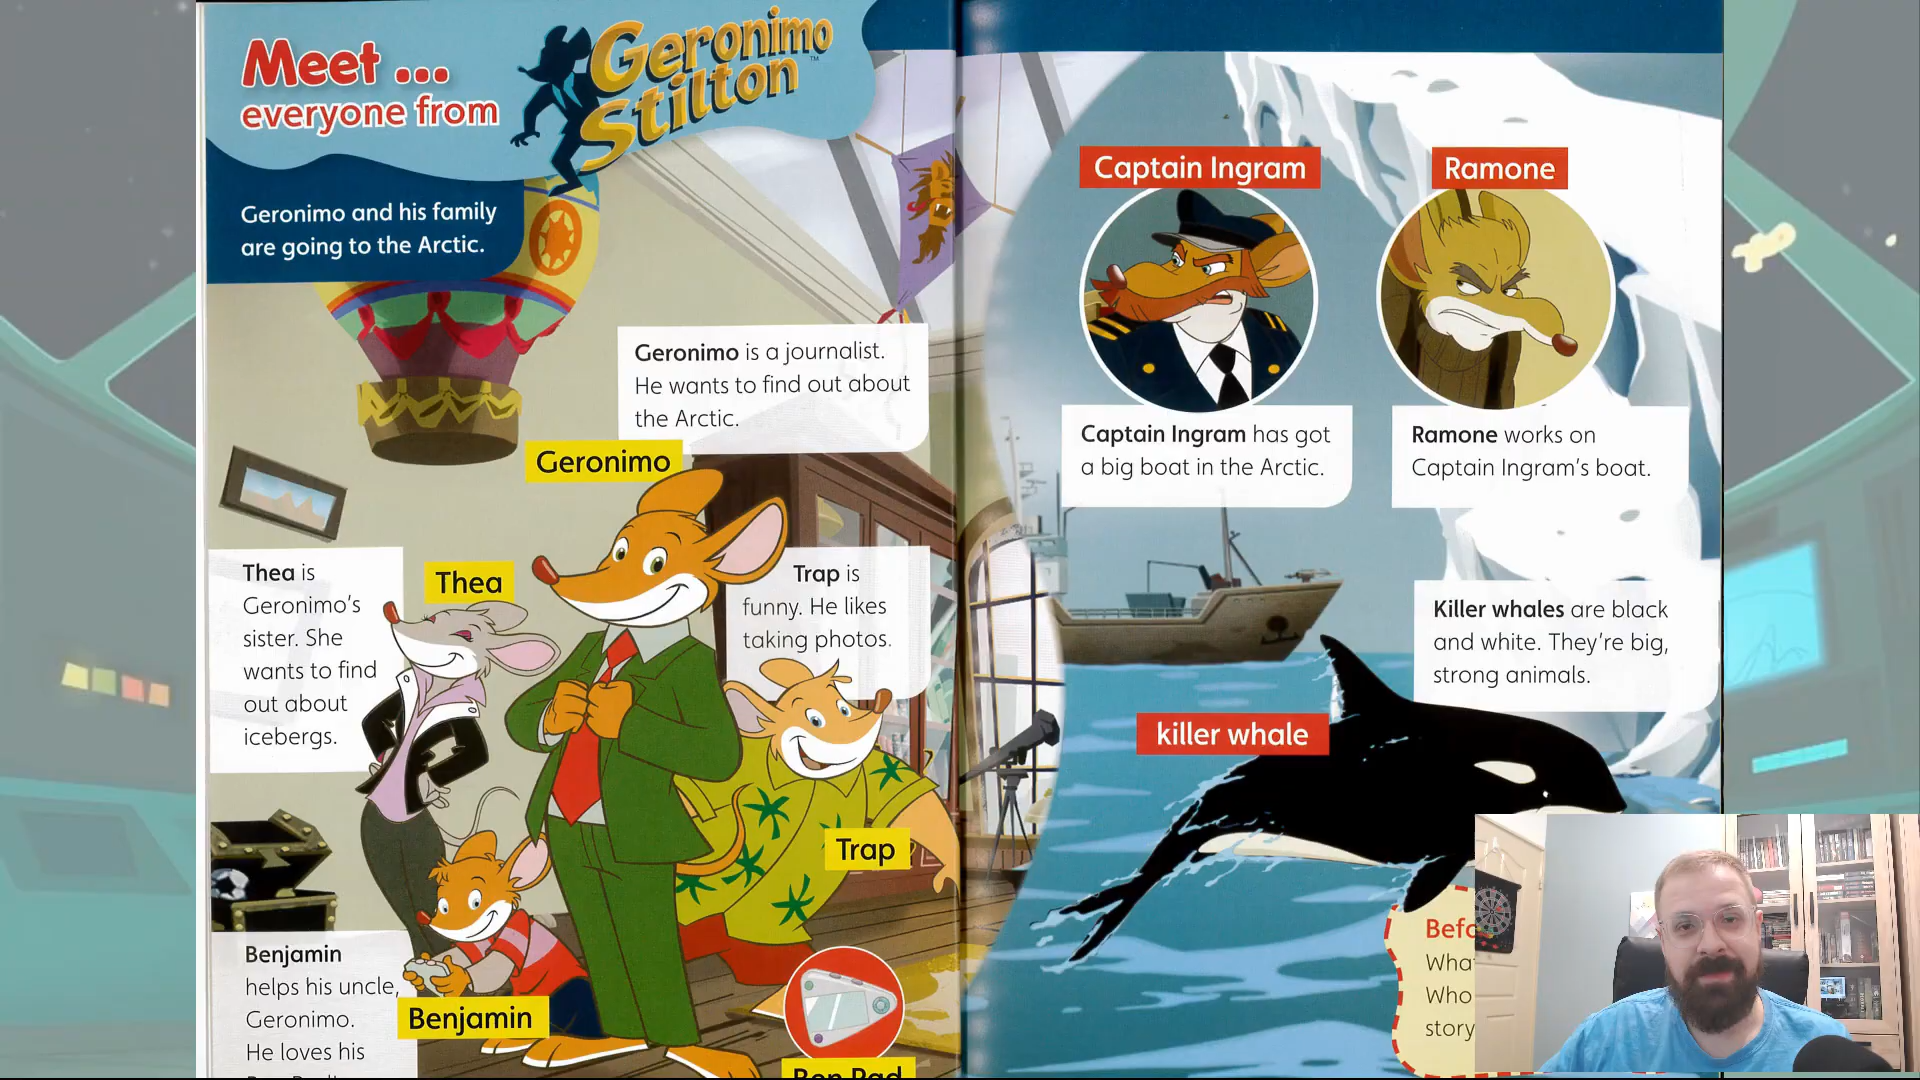 Meet ...
everyone from
Geronimo
Stilton
™
Geronimo and his family
are going to the Arctic.
Geronimo is a journalist.
He wants to find out about
the Arctic.
Geronimo
Thea is
Geronimo's
sister. She
wants to find
out about
icebergs.
Thea
Trap is
funny. He likes
taking photos.
Trap
Benjamin
helps his uncle,
Geronimo.
He loves his
Benjamin
Captain Ingram
Captain Ingram has got
a big boat in the Arctic.
Ramone
Ramone works on
Captain Ingram's boat.
Killer whales are black
and white. They're big,
strong animals.
killer whale
Who
story